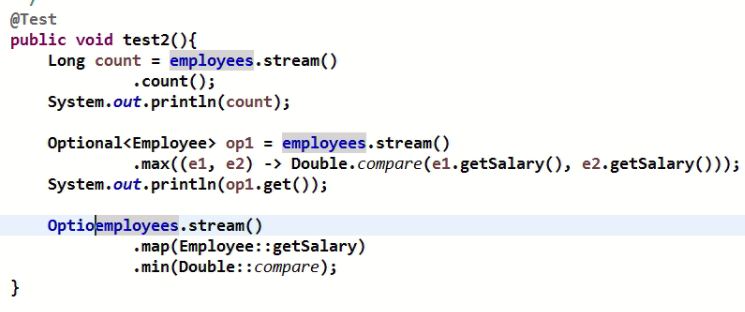 /
@Test
public void test2(){
    Long count = employees.stream()
            .count();
    System.out.println(count);

    Optional<Employee> op1 = employees.stream()
            .max((e1, e2) -> Double.compare(e1.getSalary(), e2.getSalary()));
    System.out.println(op1.get());

    Optioemployees.stream()
            .map(Employee::getSalary)
            .min(Double::compare);
}